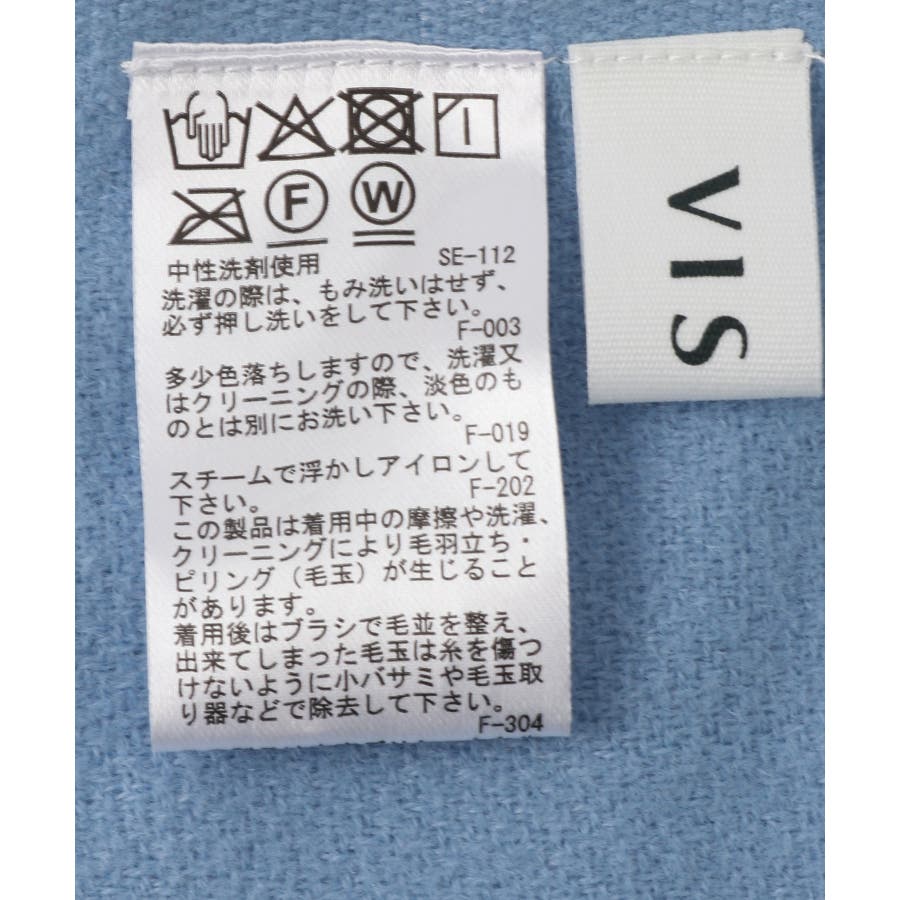 F
W
中性洗剤使用 SE-112
洗濯の際は、もみ洗いはせず、
必ず押し洗いをして下さい。
F-003
多少色落ちしますので、洗濯又
はクリーニングの際、淡色のも
のとは別にお洗い下さい。
F-019
スチームで浮かしアイロンして
下さい。
F-202
この製品は着用中の摩擦や洗濯、
クリーニングにより毛羽立ち・
ピリング（毛玉）が生じること
があります。
着用後はブラシで毛並を整え、
出来てしまった毛玉は糸を傷つ
けないように小バサミや毛玉取
り器などで除去して下さい。
F-304
VIS